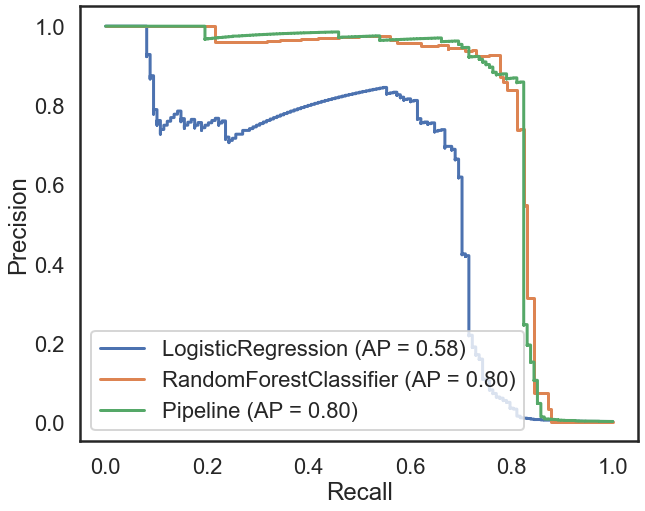 1.0
0.8
0.6
0.4
0.2
0.0
Precision
LogisticRegression (AP = 0.58)
RandomForestClassifier (AP = 0.80)
Pipeline (AP = 0.80)
0.0 0.2 0.4 0.6 0.8 1.0
Recall